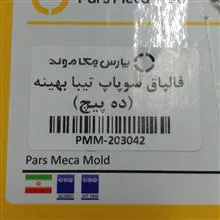 Pars Meca
پارس مکا مولد
قالپاق سوپاپ تیبا بهینه
(ده پیچ)
PMM-203042
Pars Meca Mold